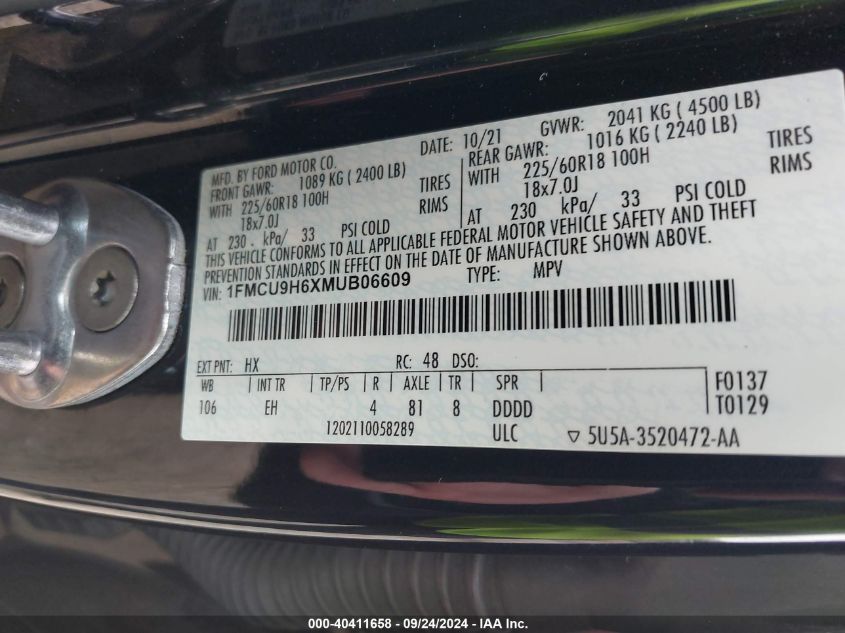 MFD. BY FORD MOTOR CO.
DATE: 10/21
GVWR: 2041 KG ( 4500 LB)
FRONT GAWR: 1089 KG ( 2400 LB)
REAR GAWR: 1016 KG ( 2240 LB)
WITH 225/60R18 100H TIRES
WITH 225/60R18 100H TIRES
18x7.0J RIMS
18x7.0J RIMS
AT 230 . kPa/ 33 PSI COLD
AT 230 kPa/ 33 PSI COLD
THIS VEHICLE CONFORMS TO ALL APPLICABLE FEDERAL MOTOR VEHICLE SAFETY AND THEFT
PREVENTION STANDARDS IN EFFECT ON THE DATE OF MANUFACTURE SHOWN ABOVE.
VIN: 1FMCU9H6XMUB06609
TYPE: MPV
EXT PNT: HX RC: 48 DSO:
WB INT TR TP/PS R AXLE TR SPR F0137
106 EH 4 81 8 DDDD T0129
1202110058289 ULC ▽ 5U5A-3520472-AA
000-40411658 - 09/24/2024 - IAA Inc.